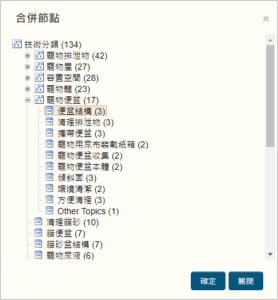 合併節點
技術分類 (134)
寵物排泄物 (42)
寵物屋 (27)
容置空間 (28)
寵物體 (23)
寵物便盆 (17)
便盆結構 (3)
清理排泄物 (3)
攜帶便盆 (3)
寵物用尿布裝載紙箱 (2)
寵物便盆收集 (2)
寵物便盆本體 (2)
傾斜面 (3)
環境清潔 (2)
方便清理 (3)
Other Topics (1)
清理貓砂 (10)
貓便盆 (7)
貓砂盆結構 (7)
寵物尿液 (6)
確定 關閉